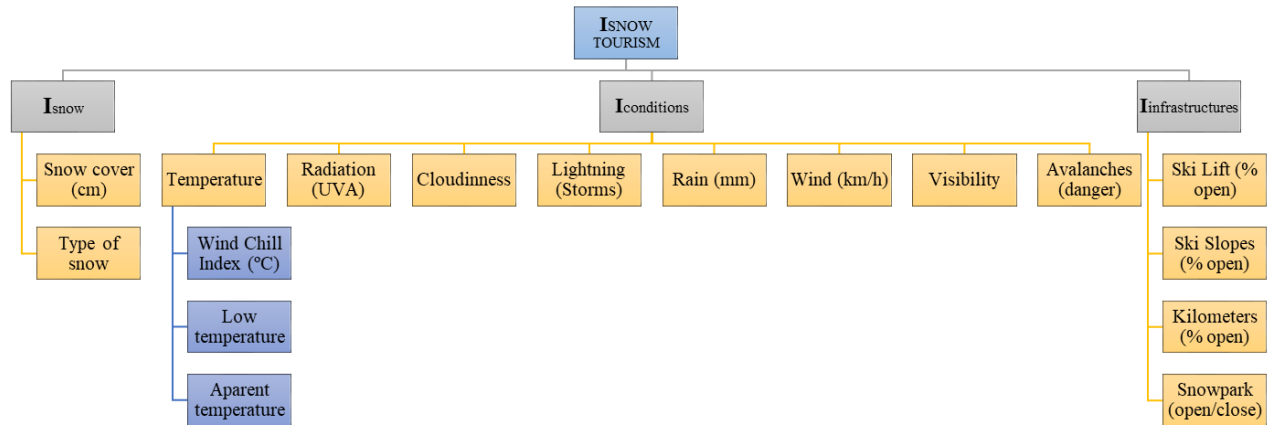 ISNOW
TOURISM
Isnow
Iconditions
Iinfrastructures
Snow cover
(cm)
Type of
snow
Temperature
Radiation
(UVA)
Cloudinness
Lightning
(Storms)
Rain (mm)
Wind (km/h)
Visibility
Avalanches
(danger)
Wind Chill
Index (ºC)
Low
temperature
Aparent
temperature
Ski Lift (%
open)
Ski Slopes
(% open)
Kilometers
(% open)
Snowpark
(open/close)